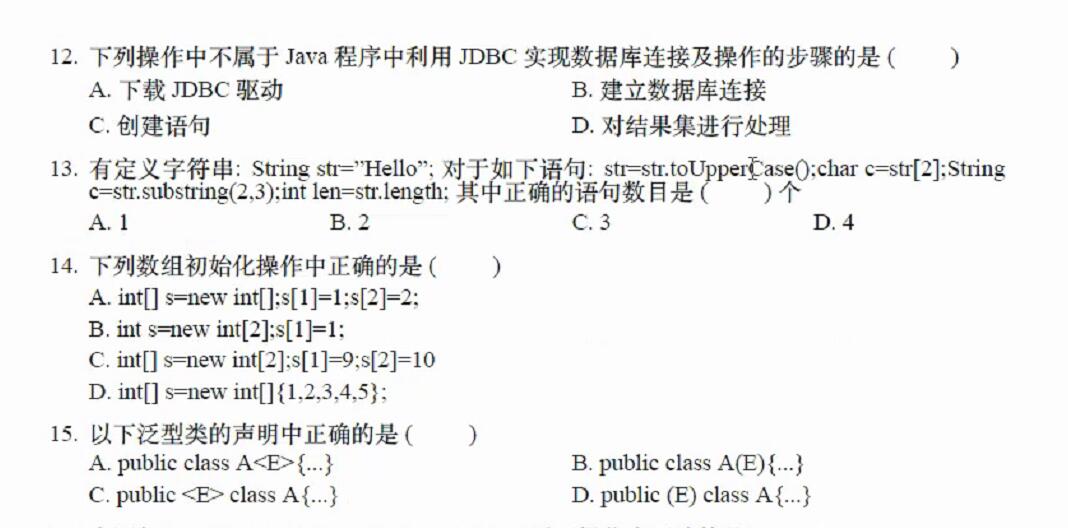 12. 下列操作中不属于 Java 程序中利用 JDBC 实现数据库连接及操作的步骤的是 ( )
A. 下载 JDBC 驱动 B. 建立数据库连接
C. 创建语句 D. 对结果集进行处理
13. 有定义字符串: String str=”Hello”; 对于如下语句: str=str.toUpperCase();char c=str[2];String
c=str.substring(2,3);int len=str.length; 其中正确的语句数目是 ( ) 个
A. 1 B. 2 C. 3 D. 4
14. 下列数组初始化操作中正确的是 ( )
A. int[] s=new int[];s[1]=1;s[2]=2;
B. int s=new int[2];s[1]=1;
C. int[] s=new int[2];s[1]=9;s[2]=10
D. int[] s=new int[]{1,2,3,4,5};
15. 以下泛型类的声明中正确的是 ( )
A. public class A<E>{...} B. public class A(E){...}
C. public <E> class A{...} D. public (E) class A{...}